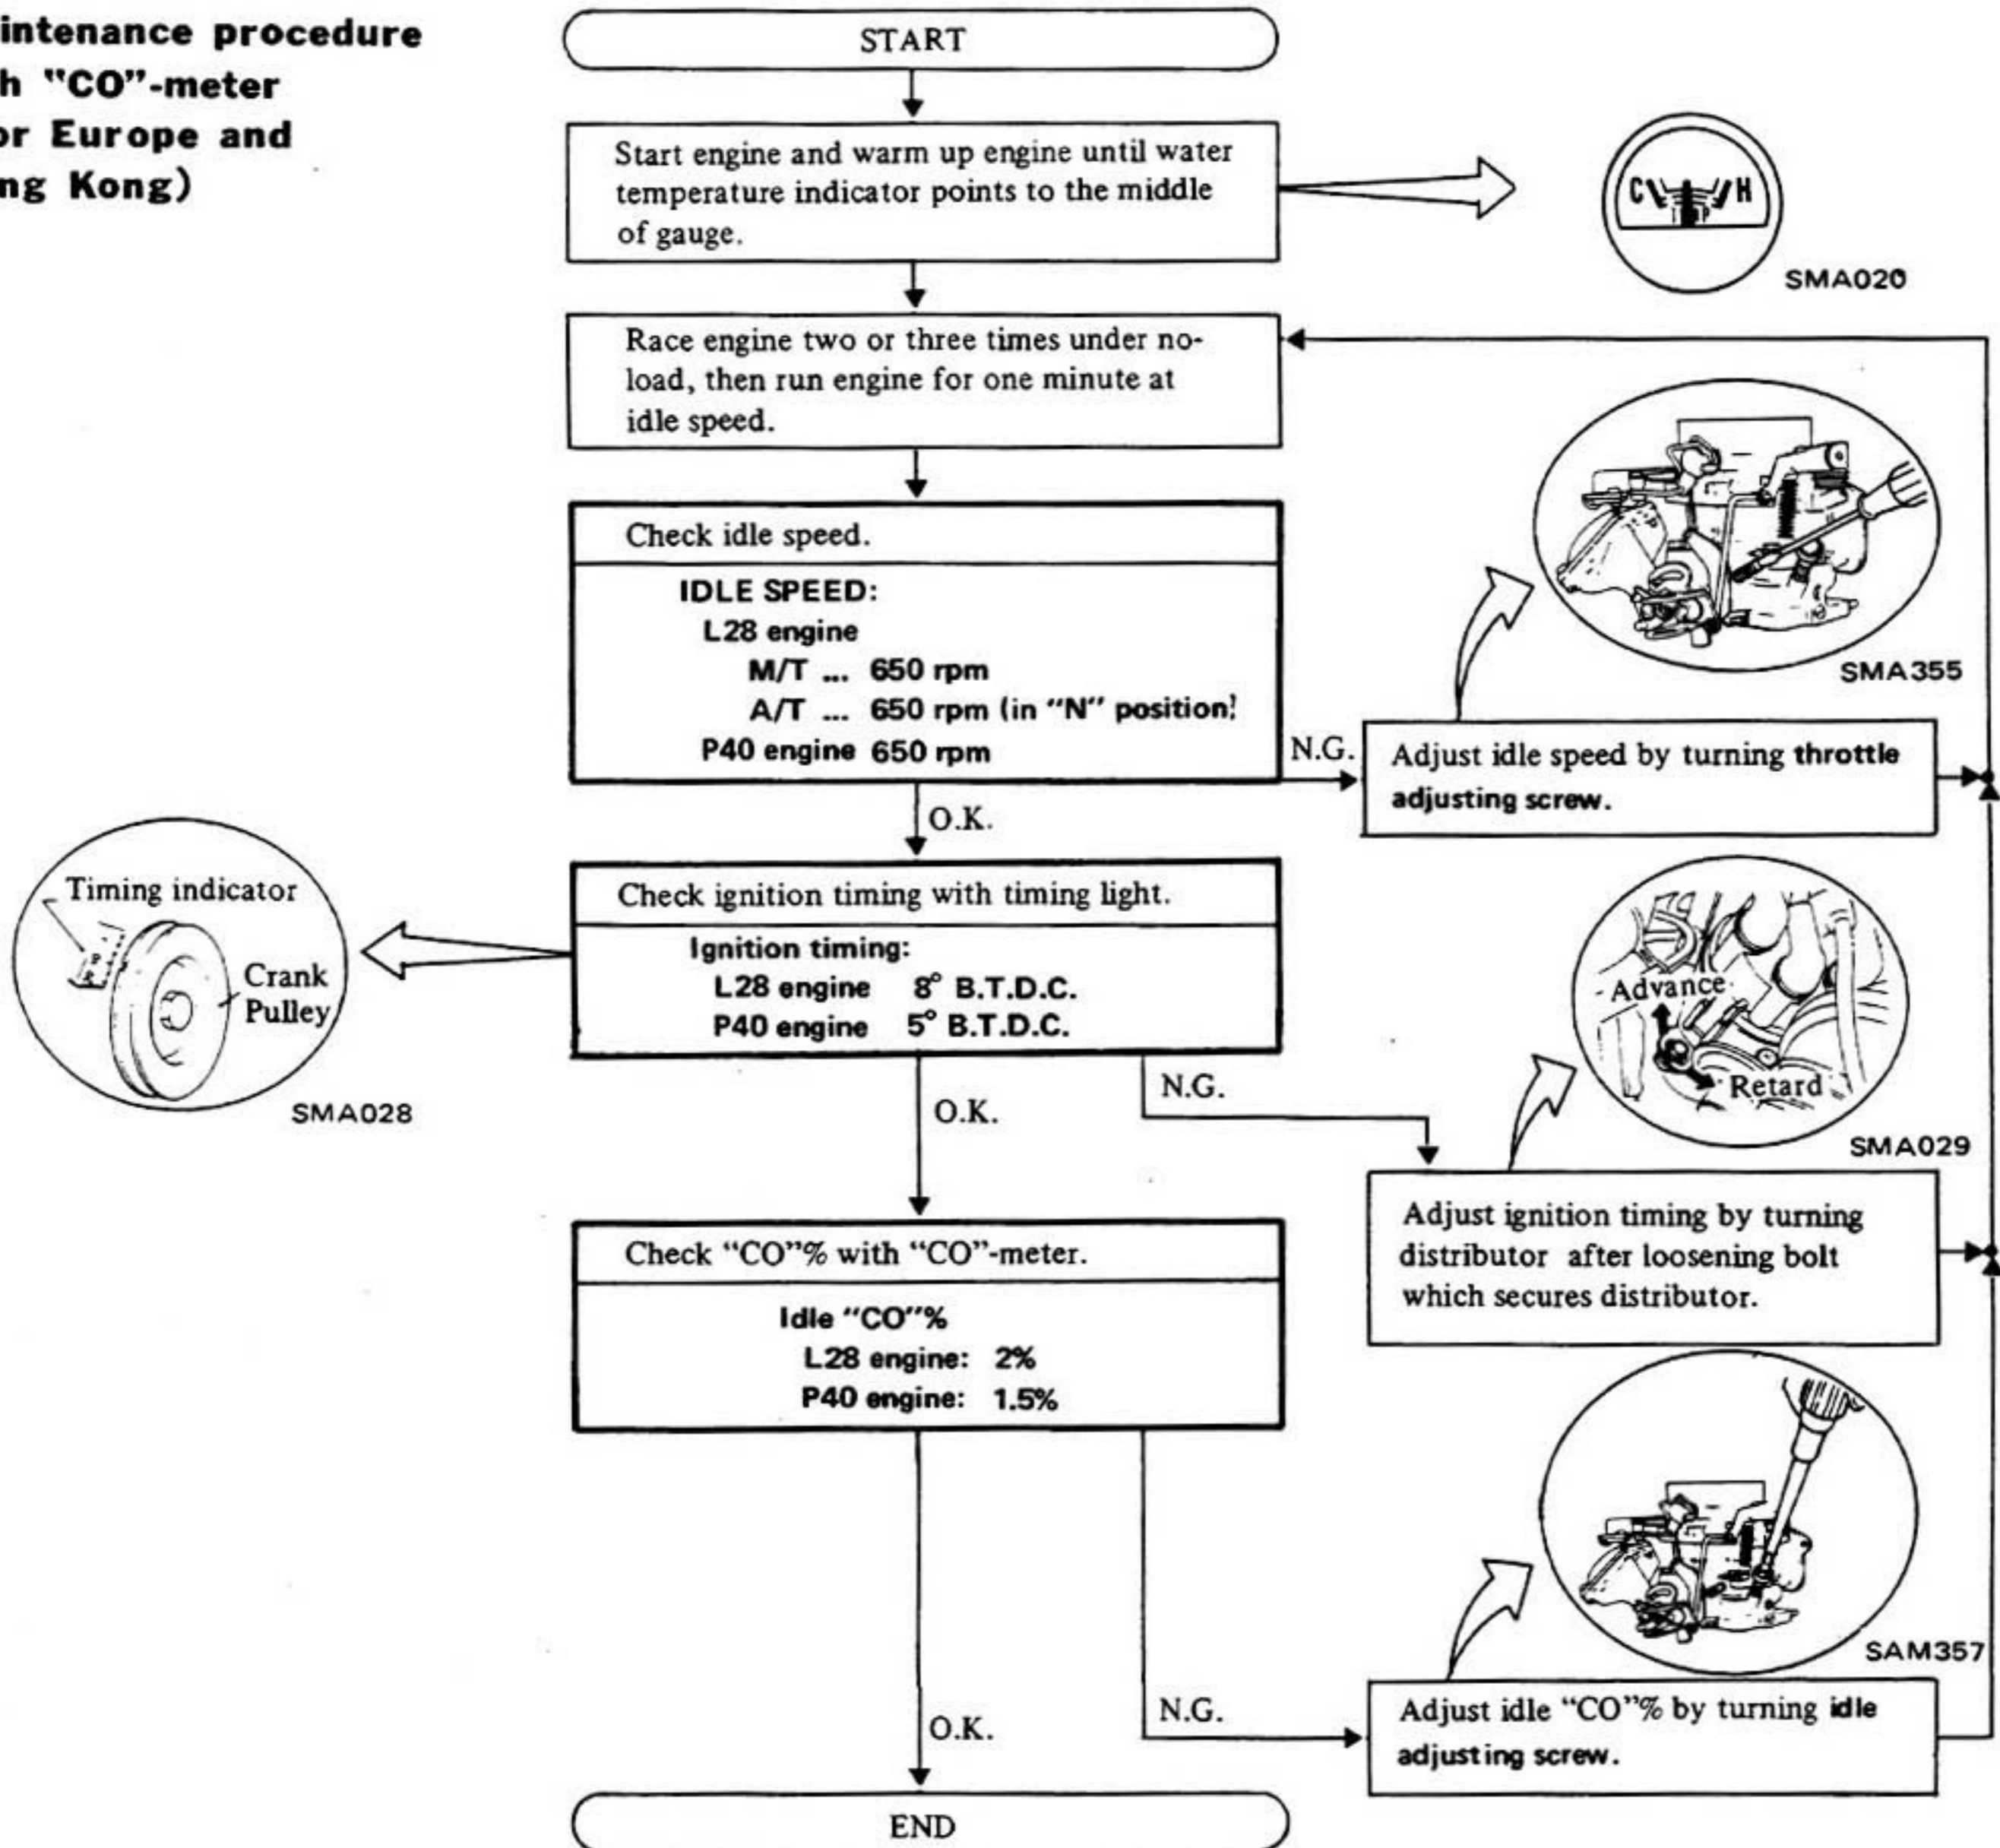 intenance procedure
h "CO"-meter
or Europe and
ng Kong)
START
Start engine and warm up engine until water
temperature indicator points to the middle
of gauge.
C H
SMA020
Race engine two or three times under no-
load, then run engine for one minute at
idle speed.
Check idle speed.
IDLE SPEED:
L28 engine
M/T ... 650 rpm
A/T ... 650 rpm (in "N" position)
P40 engine 650 rpm
SMA355
N.G.
Adjust idle speed by turning throttle
adjusting screw.
O.K.
Timing indicator
Crank
Pulley
SMA028
Check ignition timing with timing light.
Ignition timing:
L28 engine 8° B.T.D.C.
P40 engine 5° B.T.D.C.
Advance
Retard
SMA029
N.G.
O.K.
Adjust ignition timing by turning
distributor after loosening bolt
which secures distributor.
Check "CO"% with "CO"-meter.
Idle "CO"%
L28 engine: 2%
P40 engine: 1.5%
SAM357
N.G.
Adjust idle "CO"% by turning idle
adjusting screw.
O.K.
END